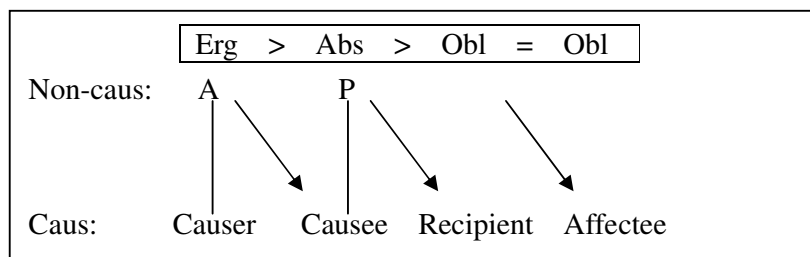 Erg > Abs > Obl = Obl
Non-caus: A P
Caus: Causer Causee Recipient Affectee